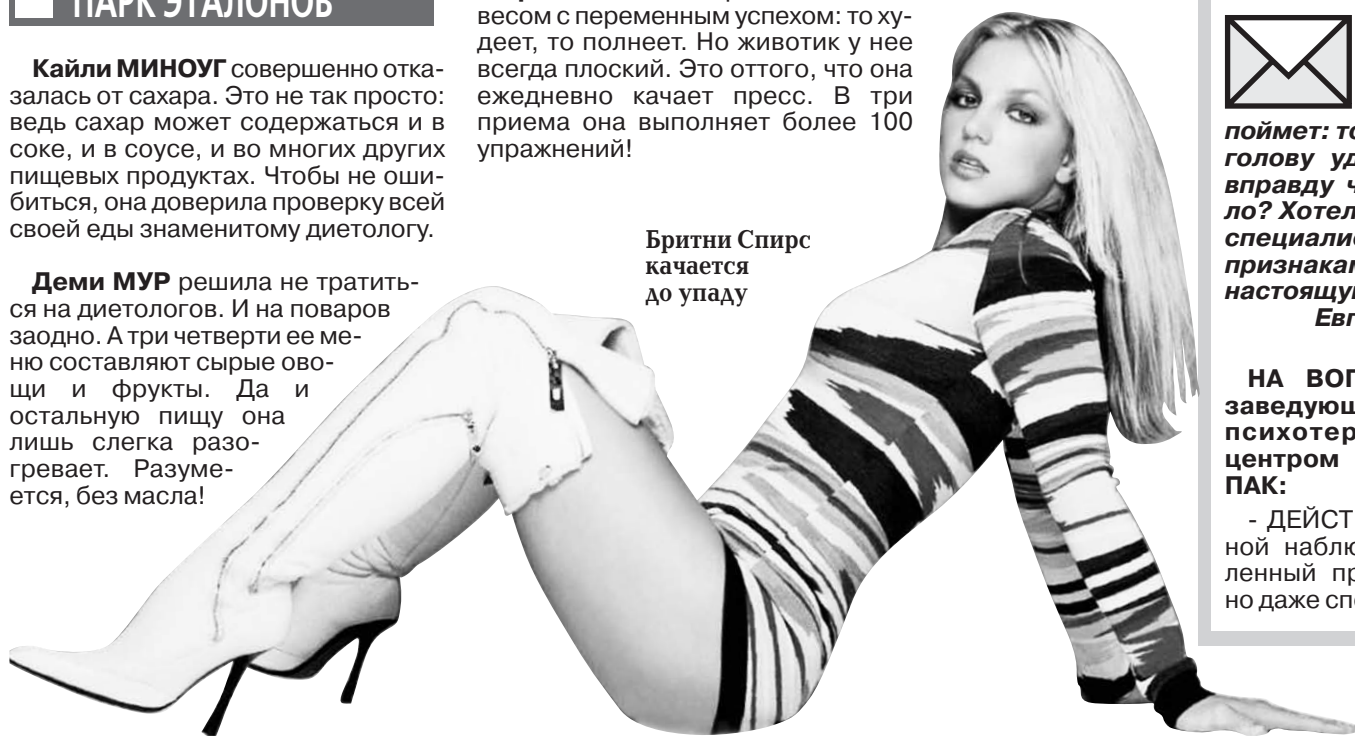 ПАРК ЭТАЛОНОВ
Кайли МИНОУГ совершенно отка-
залась от сахара. Это не так просто:
ведь сахар может содержаться и в
соке, и в соусе, и во многих других
пищевых продуктах. Чтобы не оши-
биться, она доверила проверку всей
своей еды знаменитому диетологу.
Деми МУР решила не тратить-
ся на диетологов. И на поваров
заодно. А три четверти ее ме-
ню составляют сырые ово-
щи и фрукты. Да и
остальную пищу она
лишь слегка разо-
гревает. Разуме-
ется, без масла!
весом с переменным успехом: то ху-
деет, то полнеет. Но животик у нее
всегда плоский. Это оттого, что она
ежедневно качает пресс. В три
приема она выполняет более 100
упражнений!
Бритни Спирс
качается
до упаду
поймет: то
голову уд
вправду ч
ло? Хотел
специали
признакам
настоящу
Евг
НА ВОП
заведующ
психотер
центром
ПАК:
- ДЕЙСТ
ной наблю
ленный пр
но даже сп